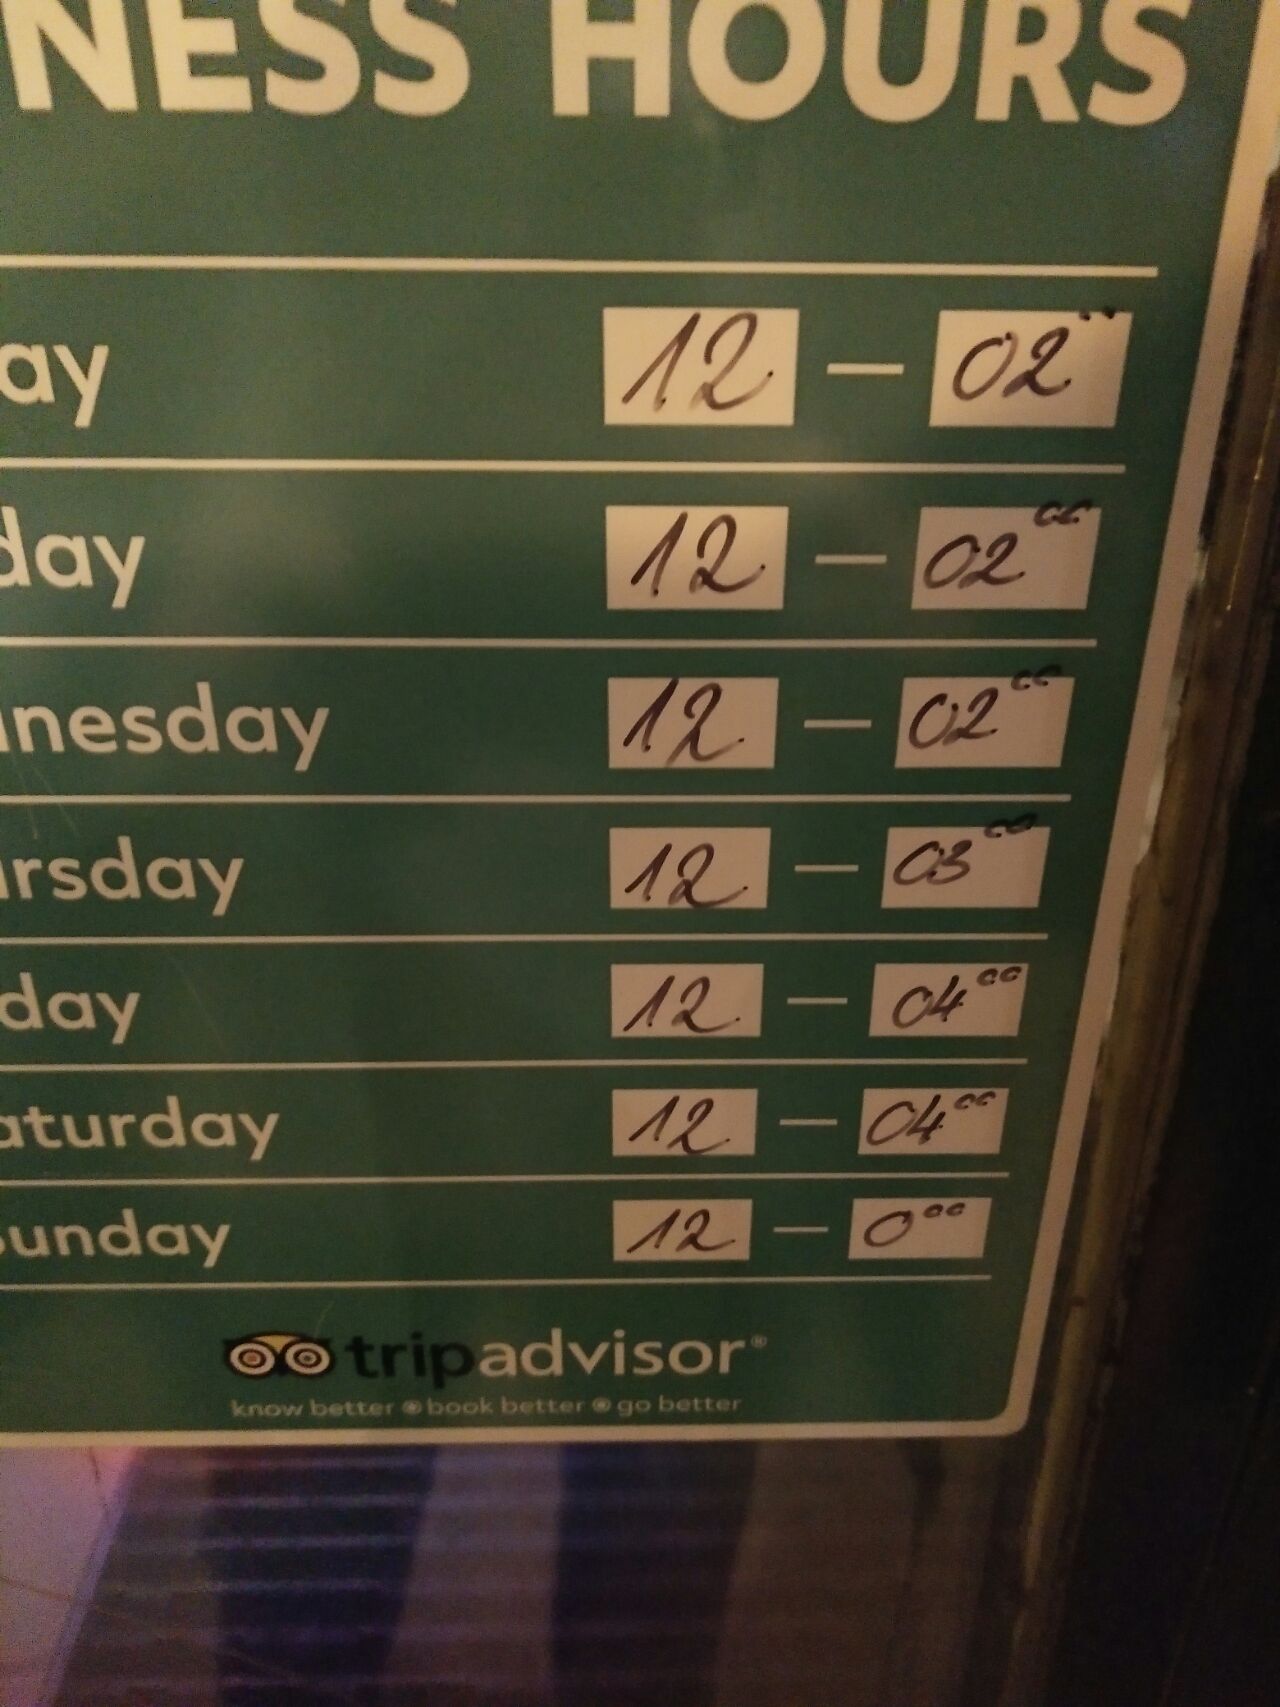 NESS HOURS
ay 12 — 02⁰⁰
day 12 — 02⁰⁰
nesday 12 — 02⁰⁰
rsday 12 — 03⁰⁰
day 12 — 04⁰⁰
aturday 12 — 04⁰⁰
unday 12 — 0⁰⁰
tripadvisor®
know better book better go better